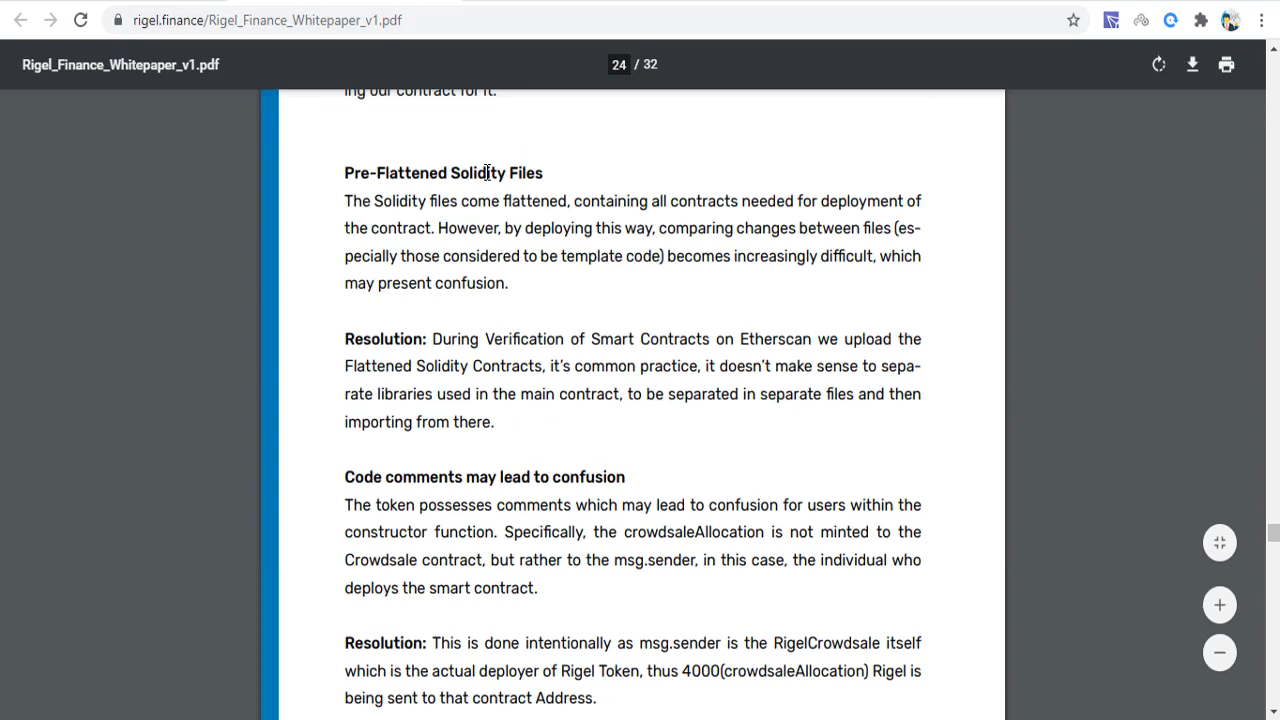 rigel.finance/Rigel_Finance_Whitepaper_v1.pdf
Rigel_Finance_Whitepaper_v1.pdf
24 / 32
ing our contract for it.
Pre-Flattened Solidity Files
The Solidity files come flattened, containing all contracts needed for deployment of
the contract. However, by deploying this way, comparing changes between files (es-
pecially those considered to be template code) becomes increasingly difficult, which
may present confusion.
Resolution: During Verification of Smart Contracts on Etherscan we upload the
Flattened Solidity Contracts, it's common practice, it doesn't make sense to sepa-
rate libraries used in the main contract, to be separated in separate files and then
importing from there.
Code comments may lead to confusion
The token possesses comments which may lead to confusion for users within the
constructor function. Specifically, the crowdsaleAllocation is not minted to the
Crowdsale contract, but rather to the msg.sender, in this case, the individual who
deploys the smart contract.
Resolution: This is done intentionally as msg.sender is the RigelCrowdsale itself
which is the actual deployer of Rigel Token, thus 4000(crowdsaleAllocation) Rigel is
being sent to that contract Address.